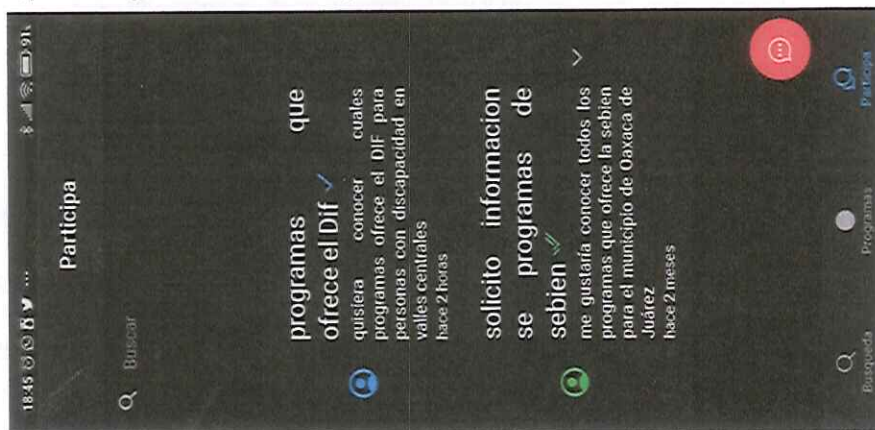 18:45 ...
91
Participa
Buscar
programas que
ofrece el Dif
quisiera conocer cuales
programas ofrece el DIF para
personas con discapacidad en
valles centrales
hace 2 horas
solicito informacion
se programas de
sebien
me gustaría conocer todos los
programas que ofrece la sebien
para el municipio de Oaxaca de
Juárez
hace 2 meses
Busqueda
Programas
Participa